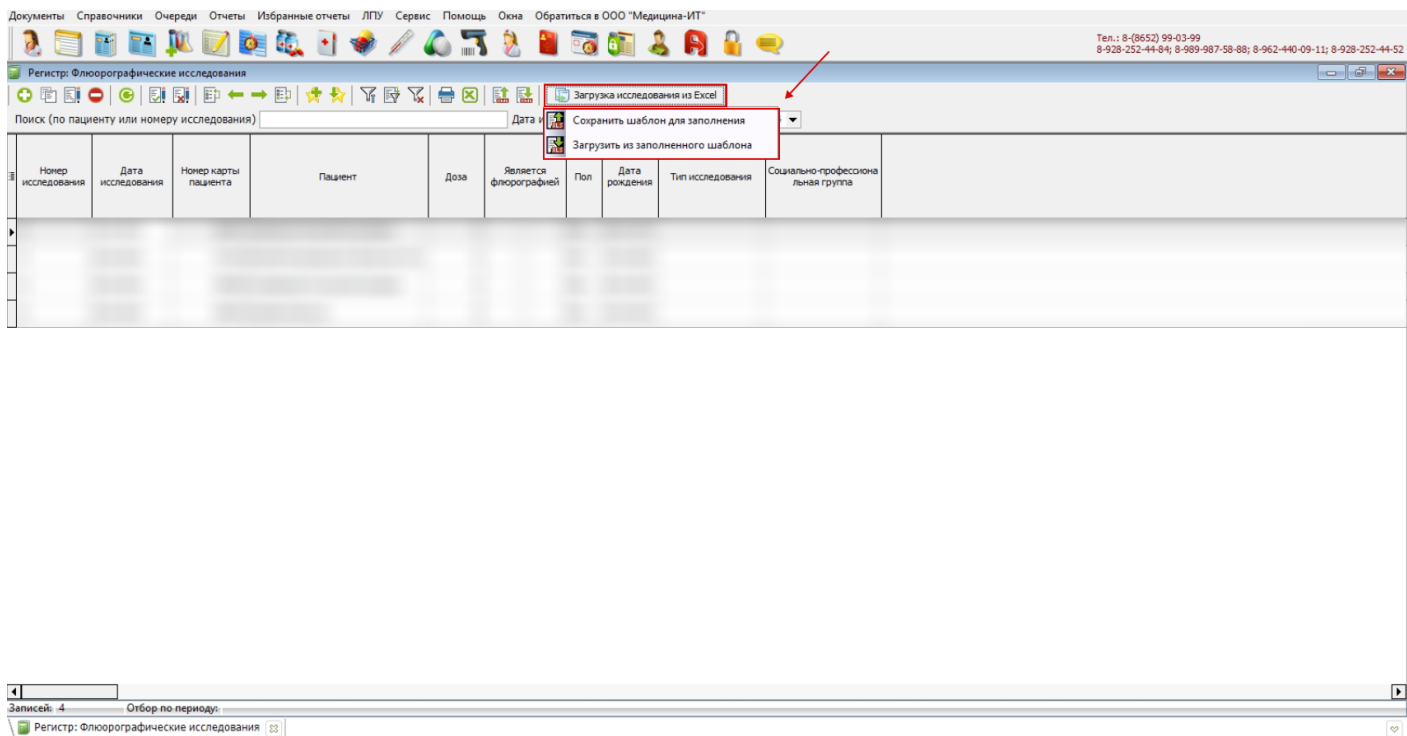 Документы Справочники Очереди Отчеты Избранные отчеты ЛПУ Сервис Помощь Окна Обратиться в ООО "Медицина-ИТ"
Тел.: 8-(8652) 99-03-99
8-928-252-44-84; 8-989-987-58-88; 8-962-440-09-11; 8-928-252-44-52
Регистр: Флюорографические исследования
Загрузка исследования из Excel
Поиск (по пациенту или номеру исследования) Дата и
Сохранить шаблон для заполнения
Загрузить из заполненного шаблона
Номер исследования
Дата исследования
Номер карты пациента
Пациент
Доза
Является флюрографией
Пол
Дата рождения
Тип исследования
Социально-профессиона
льная группа
Записей: 4 Отбор по периоду:
Регистр: Флюорографические исследования